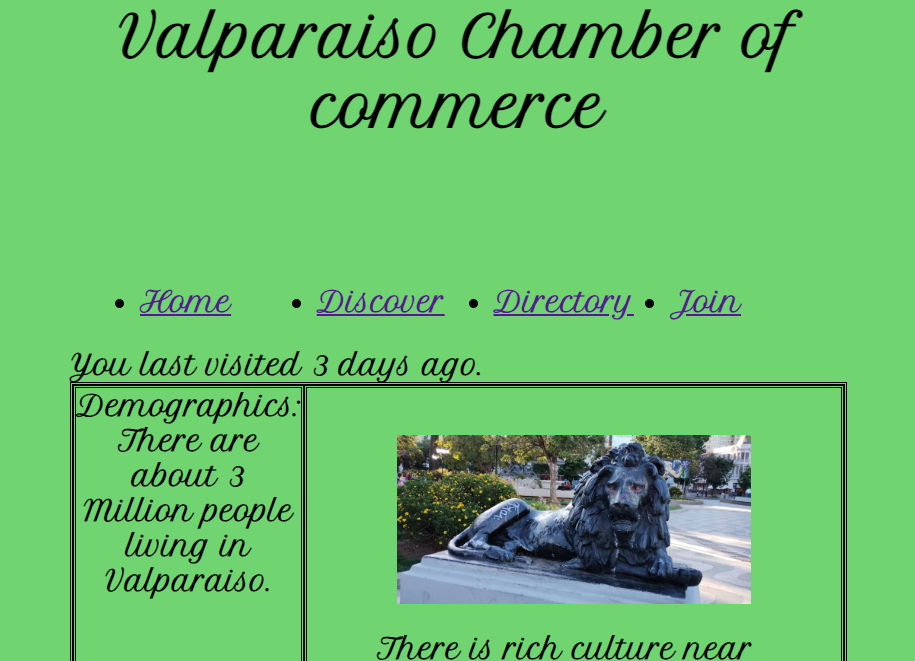 Valparaiso Chamber of
commerce
Home Discover Directory Join
You last visited 3 days ago.
Demographics:
There are
about 3
Million people
living in
Valparaiso.
There is rich culture near